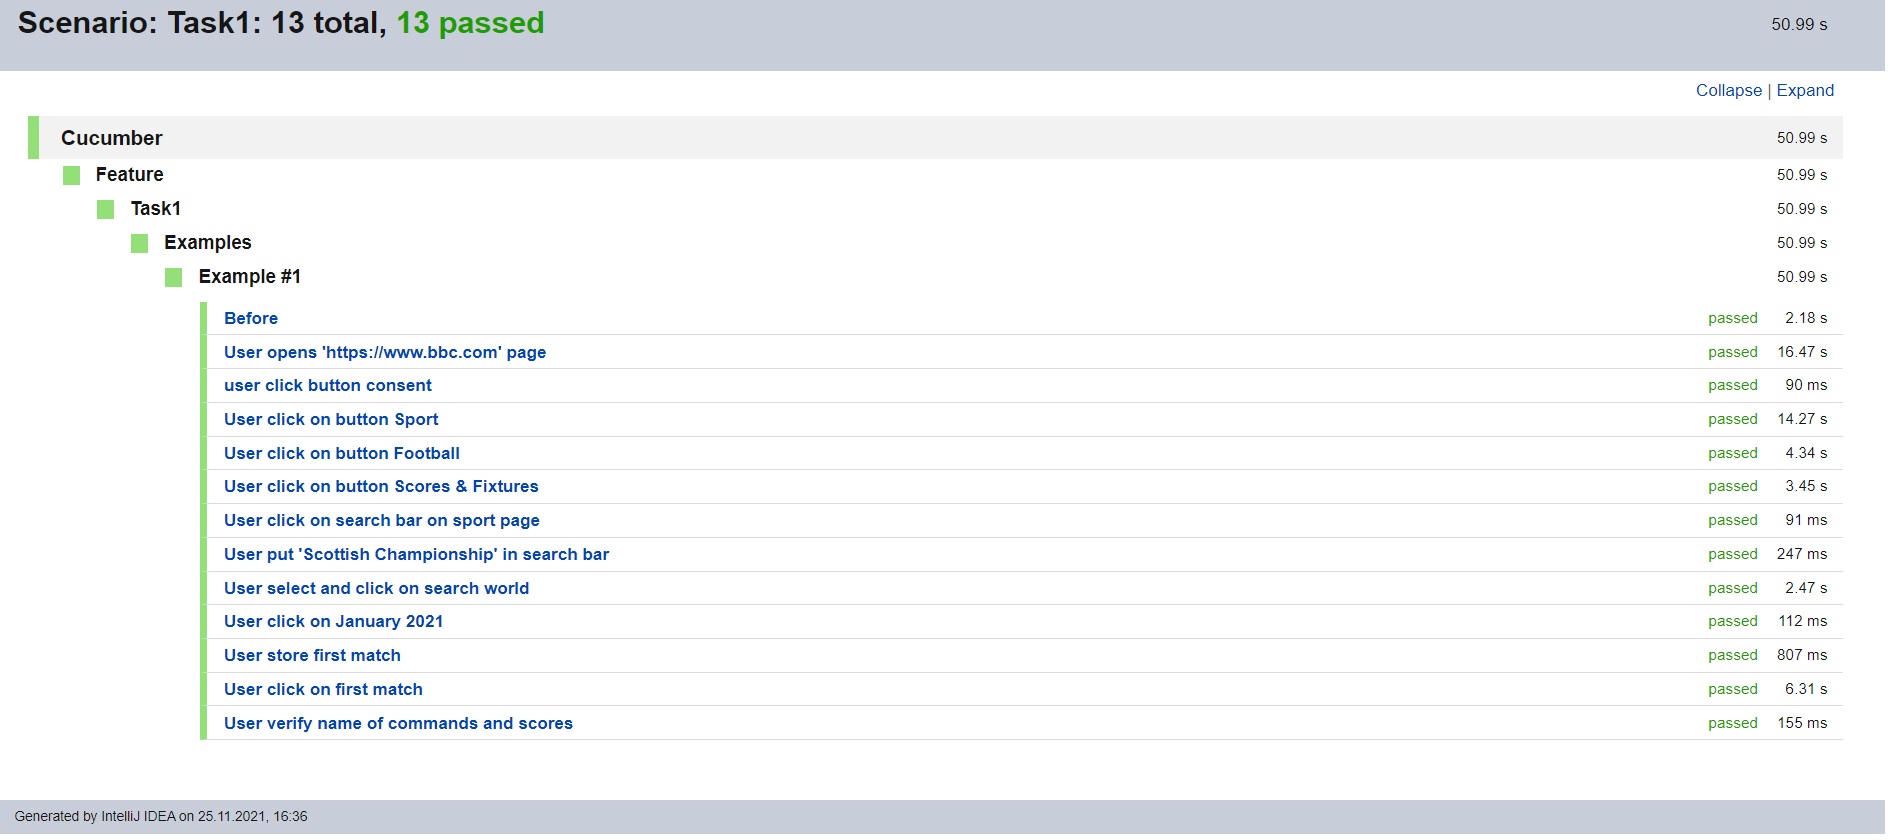 Scenario: Task1: 13 total, 13 passed 50.99 s
Collapse | Expand
Cucumber 50.99 s
Feature 50.99 s
Task1 50.99 s
Examples 50.99 s
Example #1 50.99 s
Before passed 2.18 s
User opens 'https://www.bbc.com' page passed 16.47 s
user click button consent passed 90 ms
User click on button Sport passed 14.27 s
User click on button Football passed 4.34 s
User click on button Scores & Fixtures passed 3.45 s
User click on search bar on sport page passed 91 ms
User put 'Scottish Championship' in search bar passed 247 ms
User select and click on search world passed 2.47 s
User click on January 2021 passed 112 ms
User store first match passed 807 ms
User click on first match passed 6.31 s
User verify name of commands and scores passed 155 ms
Generated by IntelliJ IDEA on 25.11.2021, 16:36